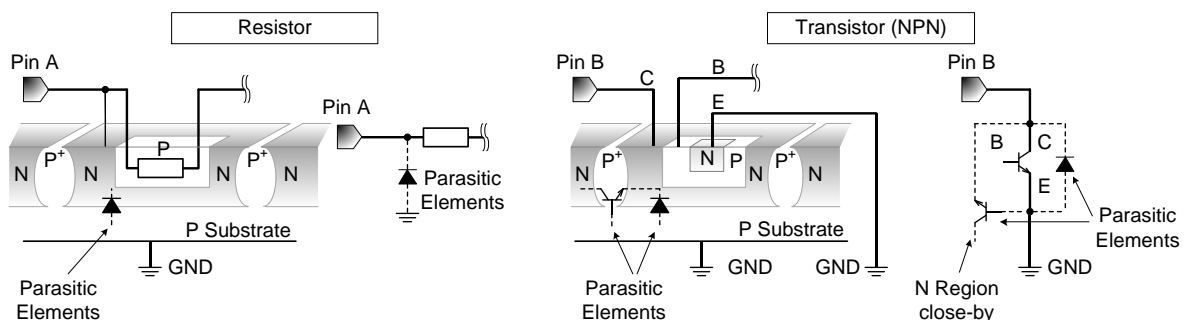 Resistor
Transistor (NPN)
Pin A
Pin A
Pin B
B
C
E
Pin B
N
P+
N
P
P+
N
N
P+
N
N
P
P+
N
N
B
C
E
Parasitic
Elements
Parasitic
Elements
P Substrate
P Substrate
GND
GND
GND
GND
Parasitic
Elements
Parasitic
Elements
N Region
close-by